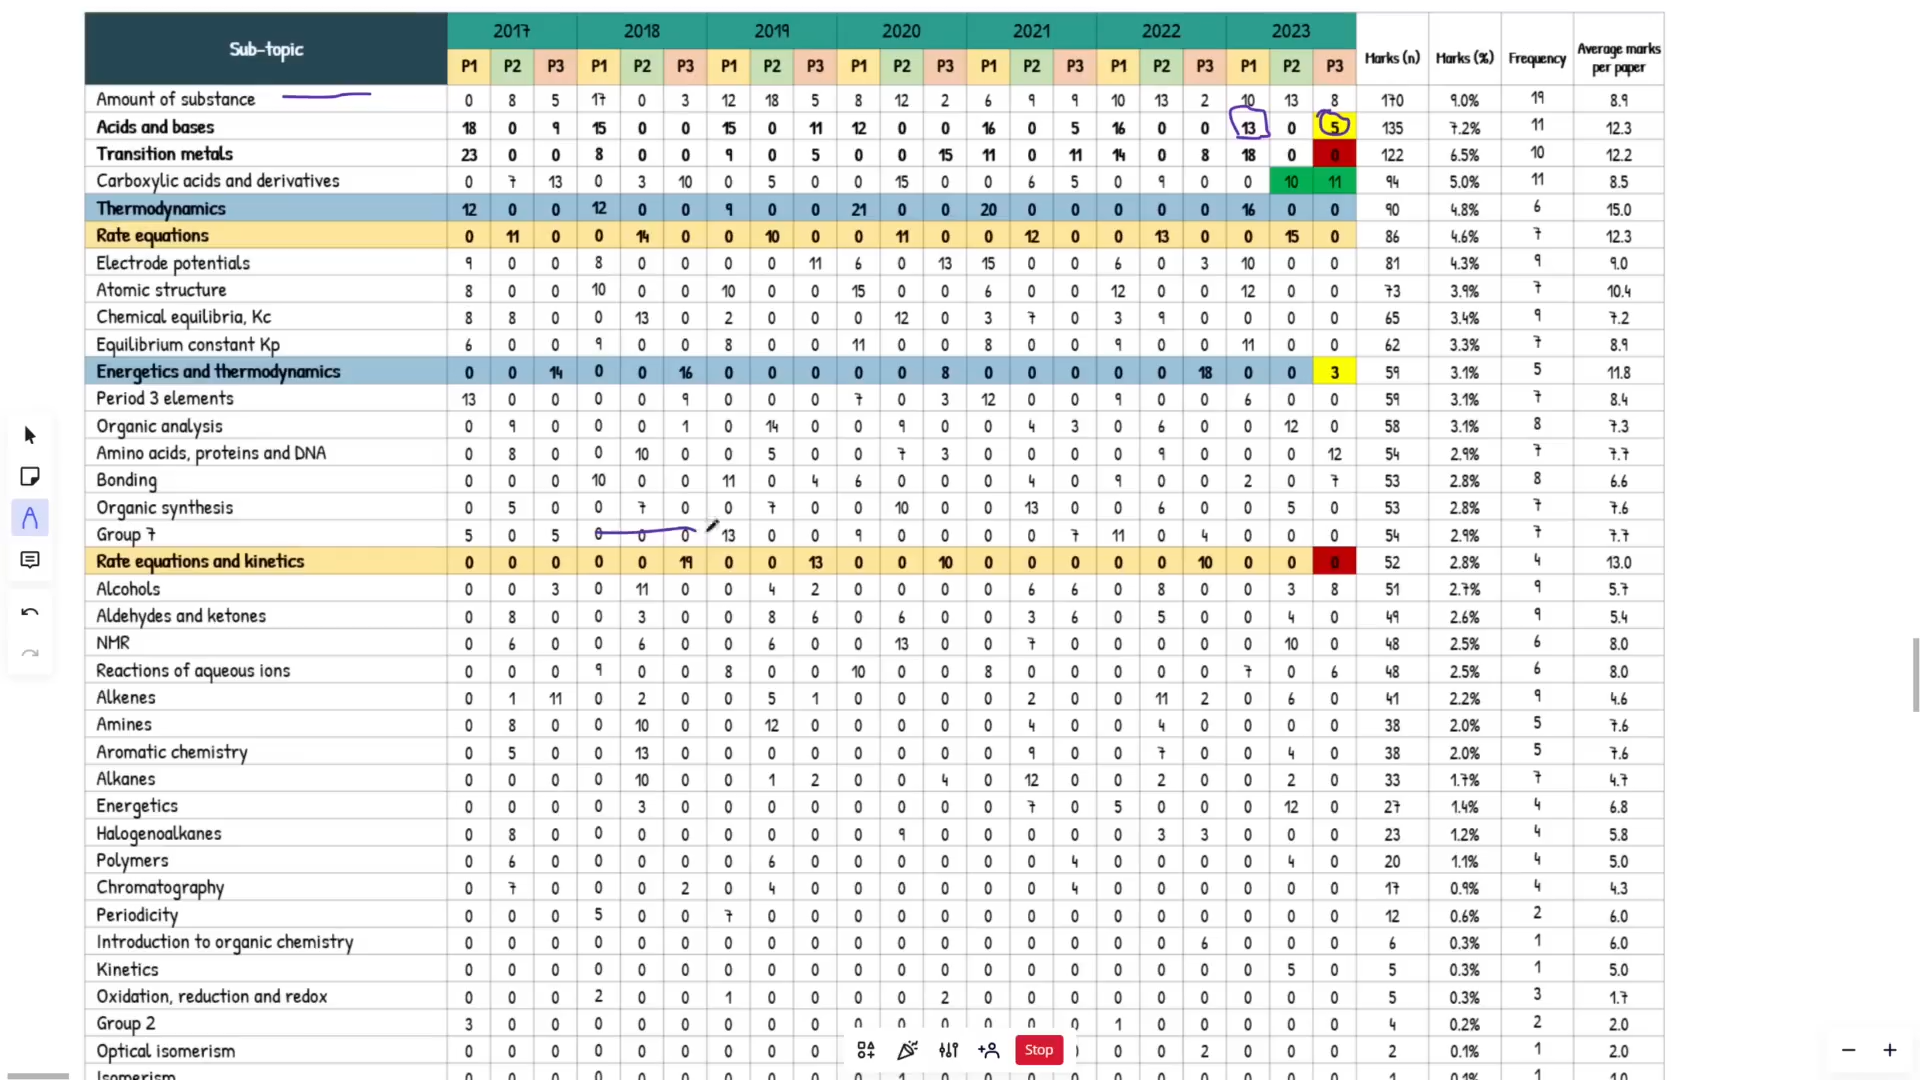 Sub-topic 2017 2018 2019 2020 2021 2022 2023 Marks (n) Marks (%) Frequency Average marks per paper
P1 P2 P3 P1 P2 P3 P1 P2 P3 P1 P2 P3 P1 P2 P3 P1 P2 P3 P1 P2 P3
Amount of substance 0 8 5 17 0 3 12 18 5 8 12 2 6 9 9 10 13 2 10 13 8 170 9.0% 19 8.9
Acids and bases 18 0 9 15 0 0 15 0 11 12 0 0 16 0 5 16 0 0 13 0 5 135 7.2% 11 12.3
Transition metals 23 0 0 8 0 0 9 0 5 0 0 15 11 0 11 14 0 8 18 0 0 122 6.5% 10 12.2
Carboxylic acids and derivatives 0 7 13 0 3 10 0 5 0 0 15 0 0 6 5 0 9 0 0 10 11 94 5.0% 11 8.5
Thermodynamics 12 0 0 12 0 0 9 0 0 21 0 0 20 0 0 0 0 0 16 0 0 90 4.8% 6 15.0
Rate equations 0 11 0 0 14 0 0 10 0 0 11 0 0 12 0 0 13 0 0 15 0 86 4.6% 7 12.3
Electrode potentials 9 0 0 8 0 0 0 0 11 6 0 13 15 0 0 6 0 3 10 0 0 81 4.3% 9 9.0
Atomic structure 8 0 0 10 0 0 10 0 0 15 0 0 6 0 0 12 0 0 12 0 0 73 3.9% 7 10.4
Chemical equilibria, Kc 8 8 0 0 13 0 2 0 0 0 12 0 3 7 0 3 9 0 0 0 0 65 3.4% 9 7.2
Equilibrium constant Kp 6 0 0 9 0 0 8 0 0 11 0 0 8 0 0 9 0 0 11 0 0 62 3.3% 7 8.9
Energetics and thermodynamics 0 0 14 0 0 16 0 0 0 0 0 8 0 0 0 0 0 18 0 0 3 59 3.1% 5 11.8
Period 3 elements 13 0 0 0 0 9 0 0 0 7 0 3 12 0 0 9 0 0 6 0 0 59 3.1% 7 8.4
Organic analysis 0 9 0 0 0 1 0 14 0 0 9 0 0 4 3 0 6 0 0 12 0 58 3.1% 8 7.3
Amino acids, proteins and DNA 0 8 0 0 10 0 0 5 0 0 7 3 0 0 0 0 9 0 0 0 12 54 2.9% 7 7.7
Bonding 0 0 0 10 0 0 11 0 4 6 0 0 0 4 0 9 0 0 2 0 7 53 2.8% 8 6.6
Organic synthesis 0 5 0 0 7 0 0 7 0 0 10 0 0 13 0 0 6 0 0 5 0 53 2.8% 7 7.6
Group 7 5 0 5 0 0 0 13 0 0 9 0 0 0 0 7 11 0 4 0 0 0 54 2.9% 7 7.7
Rate equations and kinetics 0 0 0 0 0 19 0 0 13 0 0 10 0 0 0 0 0 10 0 0 0 52 2.8% 4 13.0
Alcohols 0 0 3 0 11 0 0 4 2 0 0 0 0 6 6 0 8 0 0 3 8 51 2.7% 9 5.7
Aldehydes and ketones 0 8 0 0 3 0 0 8 6 0 6 0 0 3 6 0 5 0 0 4 0 49 2.6% 9 5.4
NMR 0 6 0 0 6 0 0 6 0 0 13 0 0 7 0 0 0 0 0 10 0 48 2.5% 6 8.0
Reactions of aqueous ions 0 0 0 9 0 0 8 0 0 10 0 0 8 0 0 0 0 0 7 0 6 48 2.5% 6 8.0
Alkenes 0 1 11 0 2 0 0 5 1 0 0 0 0 2 0 0 11 2 0 6 0 41 2.2% 9 4.6
Amines 0 8 0 0 10 0 0 12 0 0 0 0 0 4 0 0 4 0 0 0 0 38 2.0% 5 7.6
Aromatic chemistry 0 5 0 0 13 0 0 0 0 0 0 0 0 9 0 0 7 0 0 4 0 38 2.0% 5 7.6
Alkanes 0 0 0 0 10 0 0 1 2 0 0 4 0 12 0 0 2 0 0 2 0 33 1.7% 7 4.7
Energetics 0 0 0 0 3 0 0 0 0 0 0 0 0 7 0 5 0 0 0 12 0 27 1.4% 4 6.8
Halogenoalkanes 0 8 0 0 0 0 0 0 0 0 9 0 0 0 0 0 3 3 0 0 0 23 1.2% 4 5.8
Polymers 0 6 0 0 0 0 0 6 0 0 0 0 0 0 4 0 0 0 0 4 0 20 1.1% 4 5.0
Chromatography 0 7 0 0 0 2 0 4 0 0 0 0 0 0 4 0 0 0 0 0 0 17 0.9% 4 4.3
Periodicity 0 0 0 5 0 0 7 0 0 0 0 0 0 0 0 0 0 0 0 0 0 12 0.6% 2 6.0
Introduction to organic chemistry 0 0 0 0 0 0 0 0 0 0 0 0 0 0 0 0 0 6 0 0 0 6 0.3% 1 6.0
Kinetics 0 0 0 0 0 0 0 0 0 0 0 0 0 0 0 0 0 0 0 5 0 5 0.3% 1 5.0
Oxidation, reduction and redox 0 0 0 2 0 0 1 0 0 0 0 2 0 0 0 0 0 0 0 0 0 5 0.3% 3 1.7
Group 2 3 0 0 0 0 0 0 0 0 0 0 0 0 0 0 1 0 0 0 0 0 4 0.2% 2 2.0
Optical isomerism 0 0 0 0 0 0 0 0 0 0 0 2 0 0 0 2 0.1% 1 2.0
Stop
Isomerism